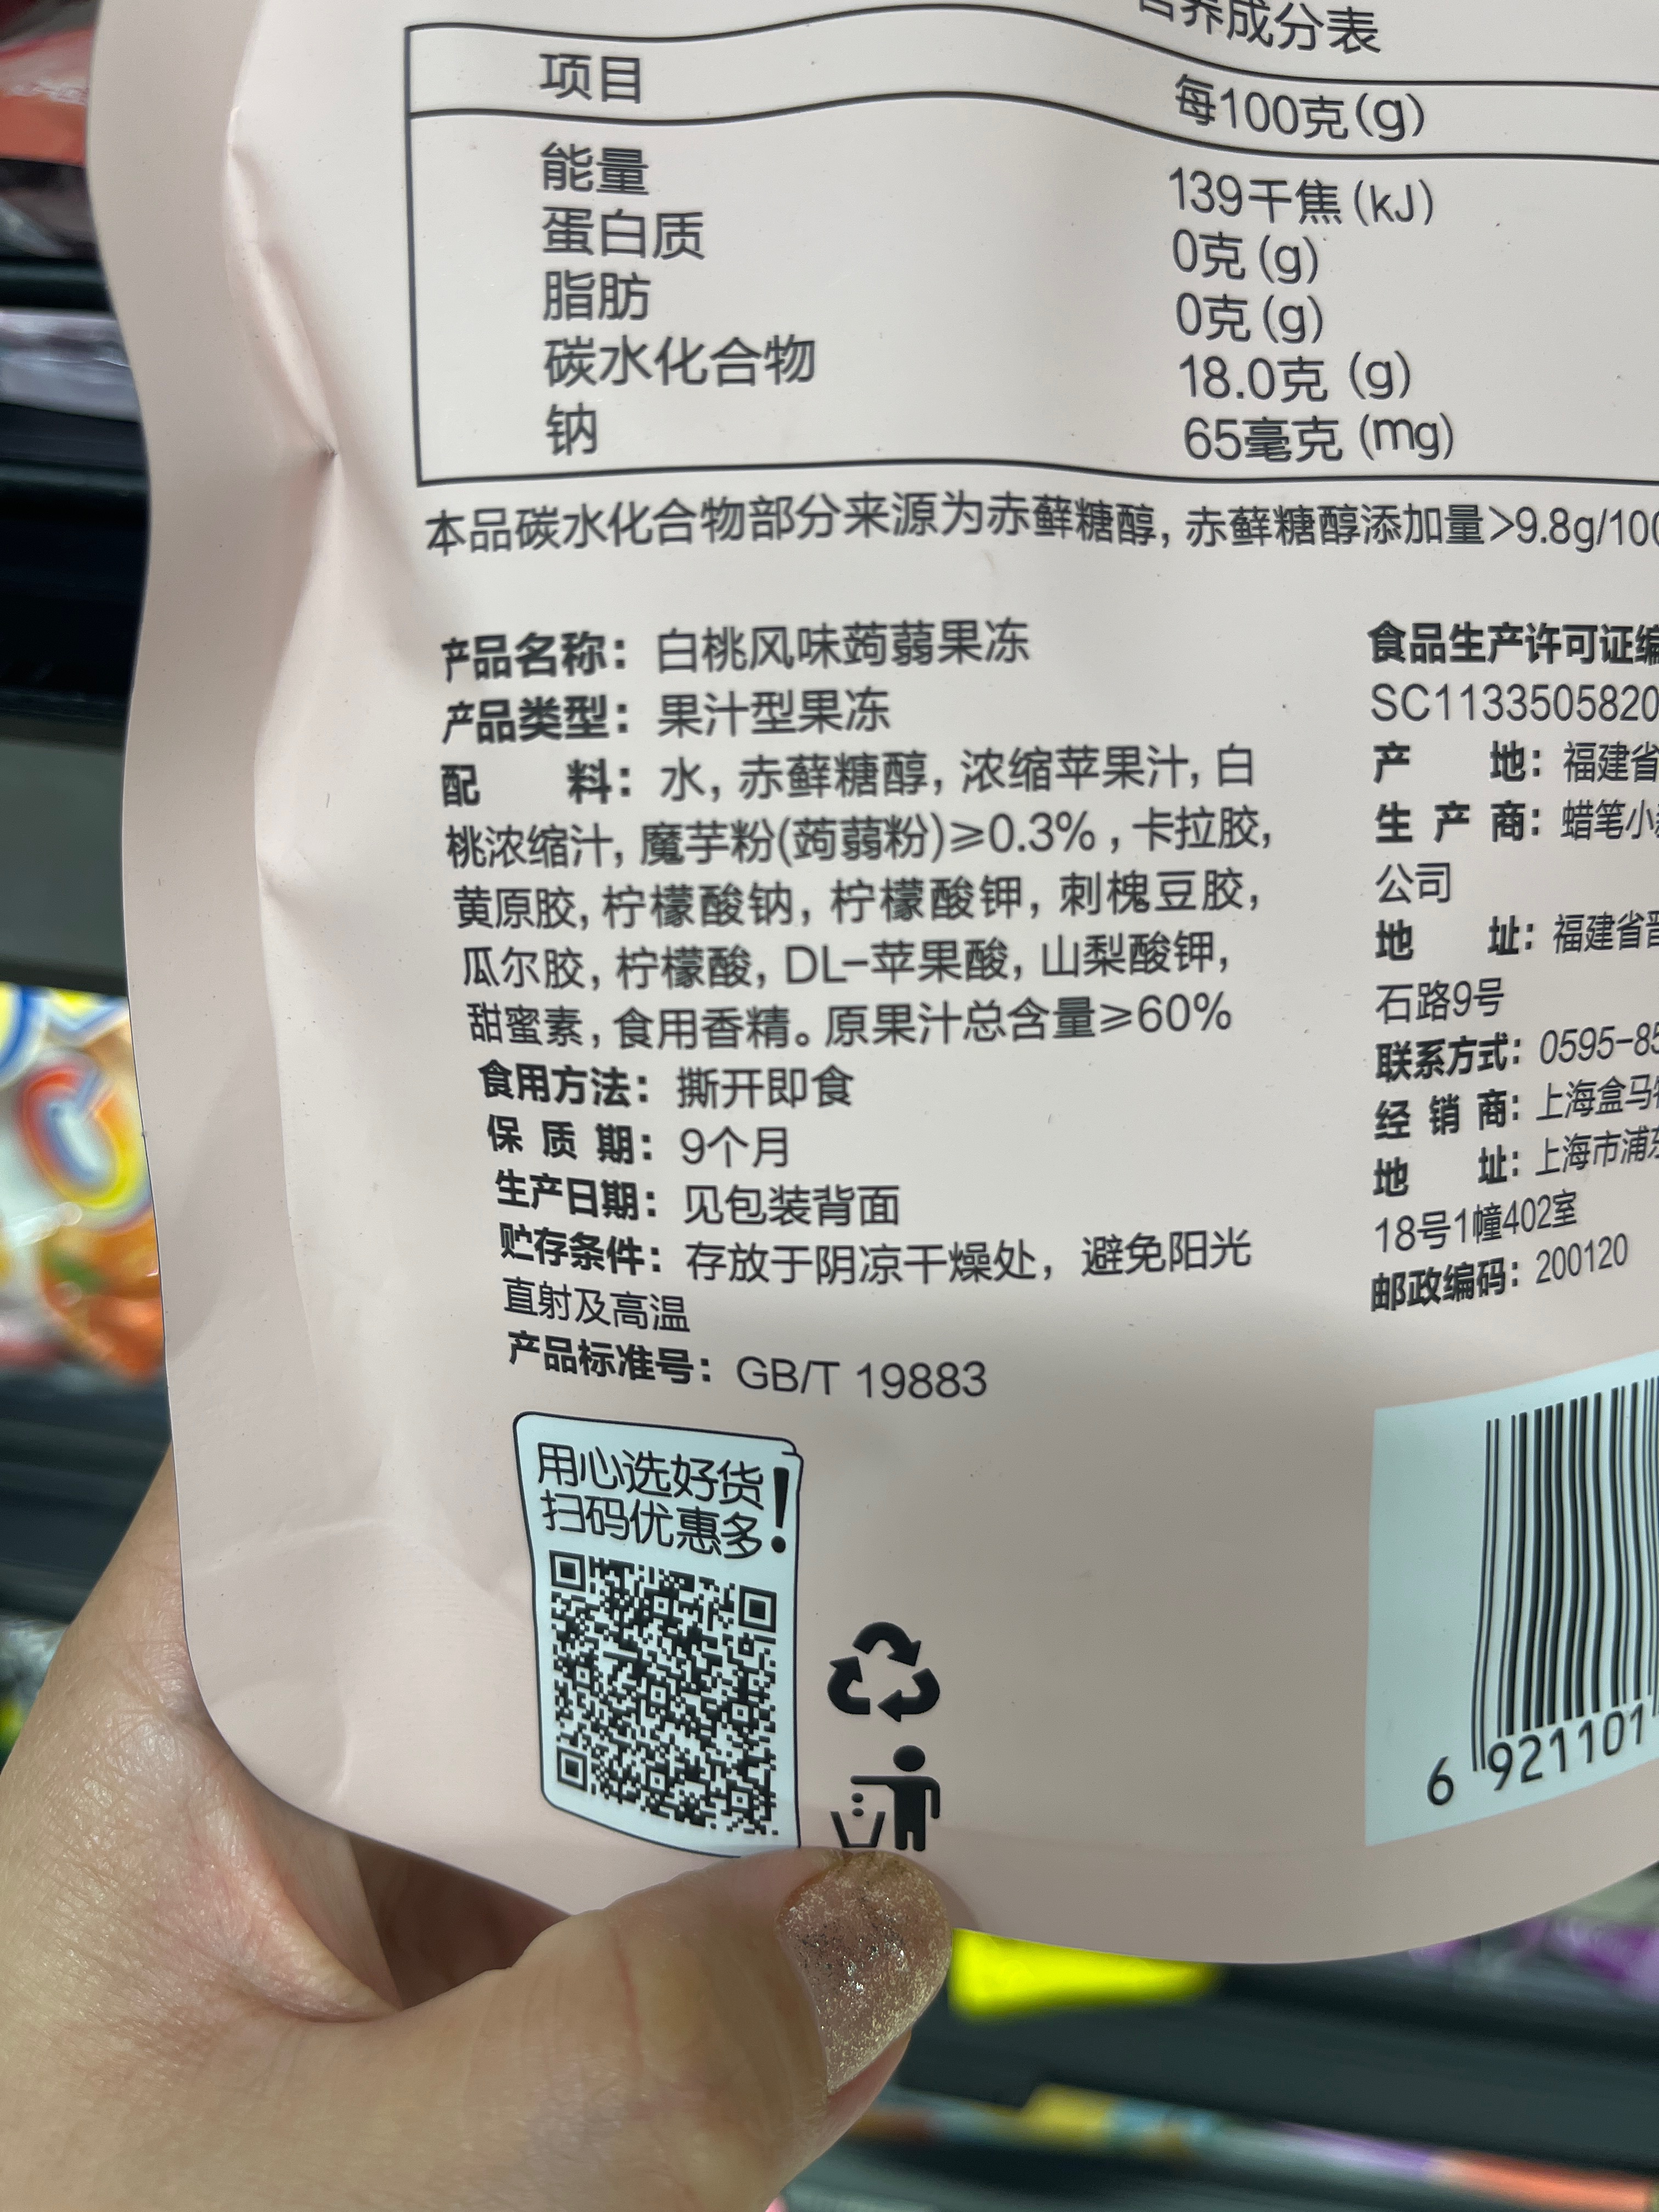 营养成分表
项目 每100克(g)
能量 139千焦(kJ)
蛋白质 0克(g)
脂肪 0克(g)
碳水化合物 18.0克 (g)
钠 65毫克(mg)
本品碳水化合物部分来源为赤藓糖醇, 赤藓糖醇添加量>9.8g/100
产品名称: 白桃风味蒟蒻果冻
产品类型: 果汁型果冻
配 料: 水, 赤藓糖醇, 浓缩苹果汁, 白
桃浓缩汁, 魔芋粉(蒟蒻粉)≥0.3%, 卡拉胶,
黄原胶, 柠檬酸钠, 柠檬酸钾, 刺槐豆胶,
瓜尔胶, 柠檬酸, DL-苹果酸, 山梨酸钾,
甜蜜素, 食用香精。原果汁总含量≥60%
食用方法: 撕开即食
保 质 期: 9个月
生产日期: 见包装背面
贮存条件: 存放于阴凉干燥处, 避免阳光
直射及高温
产品标准号: GB/T 19883
食品生产许可证编
SC1133505820
产 地: 福建省
生 产 商: 蜡笔小
公司
地 址: 福建省晋
石路9号
联系方式: 0595-85
经 销 商: 上海盒马
地 址: 上海市浦东
18号1幢402室
邮政编码: 200120
用心选好货!
扫码优惠多!
6 921101